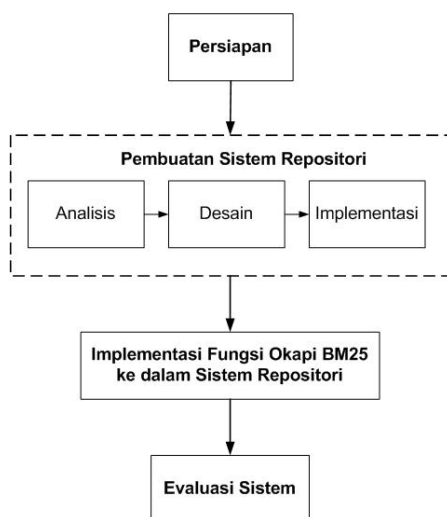 Persiapan
Pembuatan Sistem Repositori
Analisis
Desain
Implementasi
Implementasi Fungsi Okapi BM25
ke dalam Sistem Repositori
Evaluasi Sistem